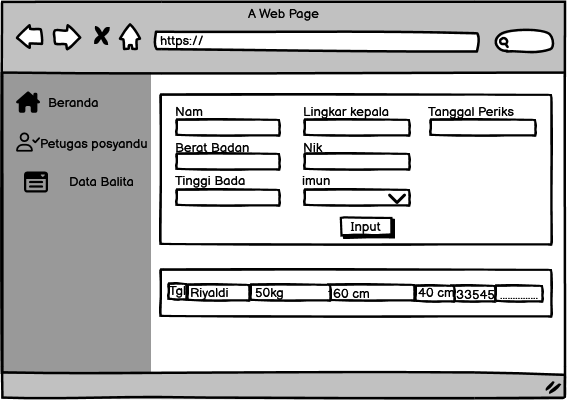 A Web Page
https://
Beranda
Petugas posyandu
Data Balita
Nam Lingkar kepala Tanggal Periks
Berat Badan Nik
Tinggi Bada imun
Input
Tgl Riyaldi 50kg 60 cm 40 cm 33545 ...............